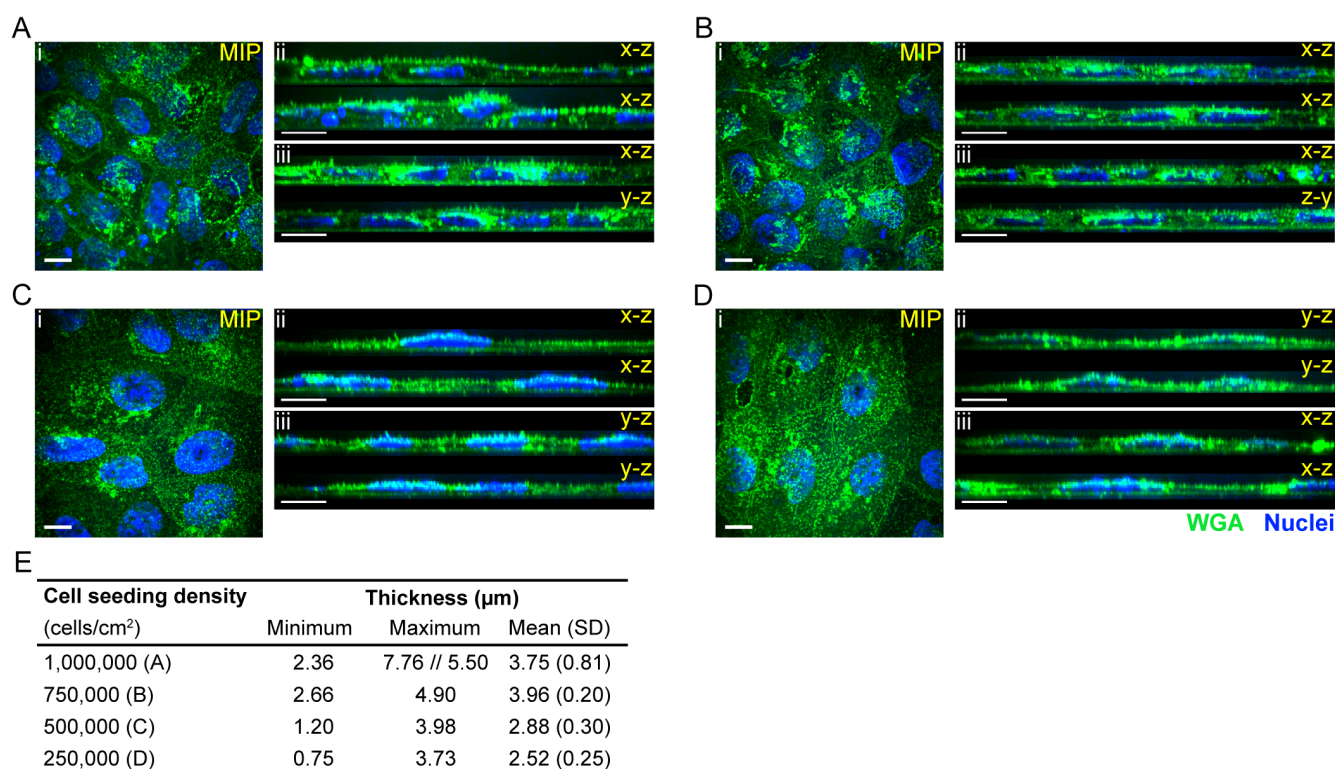 A
i
MIP
ii
x-z
x-z
iii
x-z
y-z
B
i
MIP
ii
x-z
x-z
iii
x-z
z-y
C
i
MIP
ii
x-z
x-z
iii
y-z
y-z
D
i
MIP
ii
y-z
y-z
iii
x-z
x-z
WGA Nuclei
E
Cell seeding density Thickness (µm)
(cells/cm²) Minimum Maximum Mean (SD)
1,000,000 (A) 2.36 7.76 // 5.50 3.75 (0.81)
750,000 (B) 2.66 4.90 3.96 (0.20)
500,000 (C) 1.20 3.98 2.88 (0.30)
250,000 (D) 0.75 3.73 2.52 (0.25)